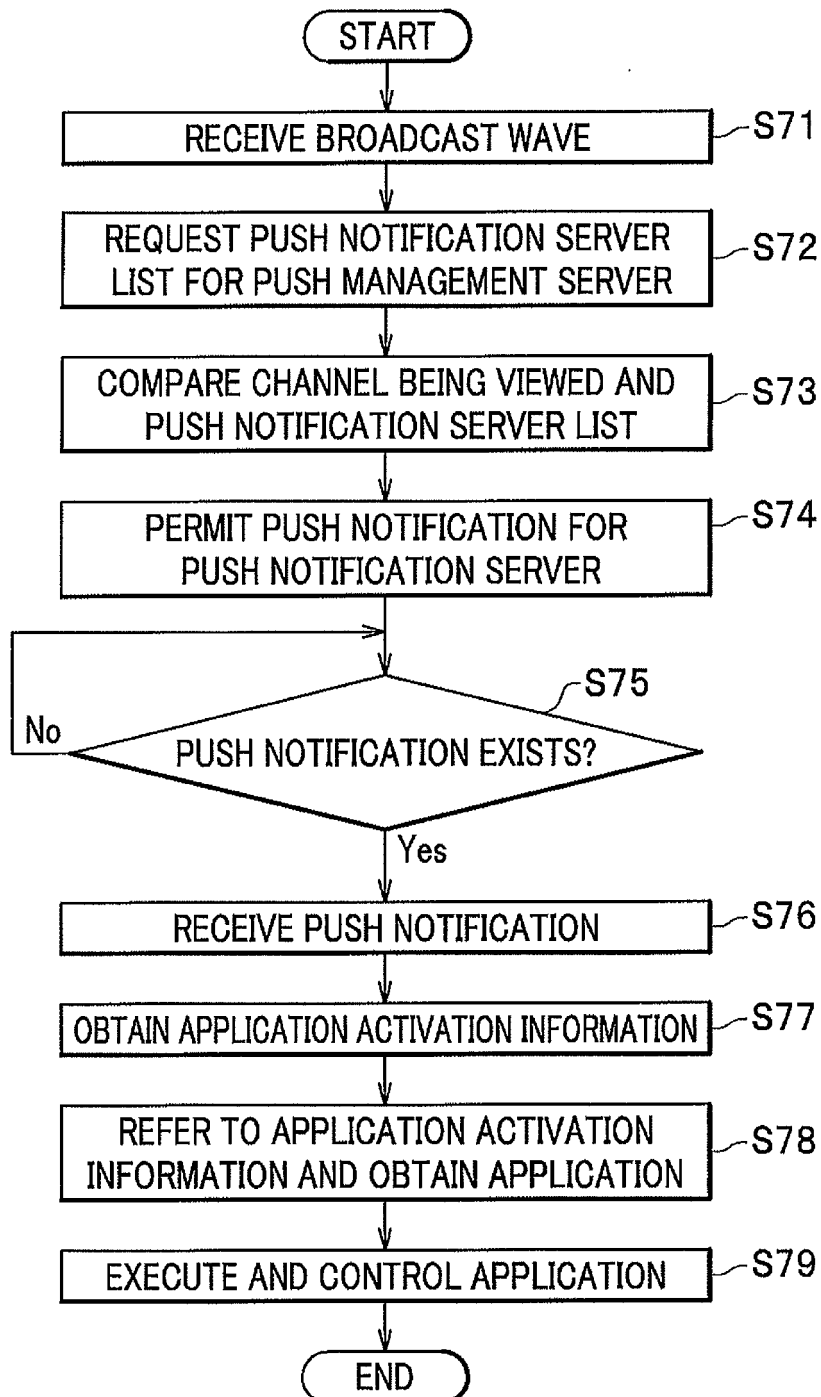 START
RECEIVE BROADCAST WAVE
S71
REQUEST PUSH NOTIFICATION SERVER
LIST FOR PUSH MANAGEMENT SERVER
S72
COMPARE CHANNEL BEING VIEWED AND
PUSH NOTIFICATION SERVER LIST
S73
PERMIT PUSH NOTIFICATION FOR
PUSH NOTIFICATION SERVER
S74
S75
No
PUSH NOTIFICATION EXISTS?
Yes
RECEIVE PUSH NOTIFICATION
S76
OBTAIN APPLICATION ACTIVATION INFORMATION
S77
REFER TO APPLICATION ACTIVATION
INFORMATION AND OBTAIN APPLICATION
S78
EXECUTE AND CONTROL APPLICATION
S79
END